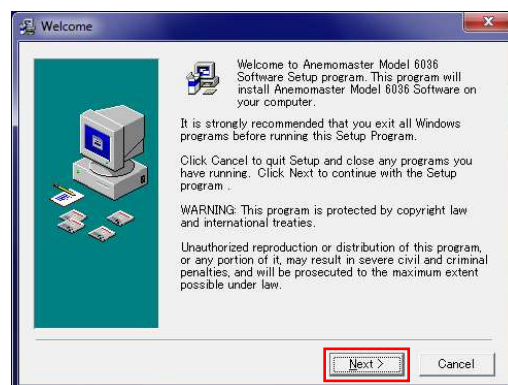 Welcome
Welcome to Anemomaster Model 6036
Software Setup program. This program will
install Anemomaster Model 6036 Software on
your computer.
It is strongly recommended that you exit all Windows
programs before running this Setup Program.
Click Cancel to quit Setup and close any programs you
have running. Click Next to continue with the Setup
program .
WARNING: This program is protected by copyright law
and international treaties.
Unauthorized reproduction or distribution of this program,
or any portion of it, may result in severe civil and criminal
penalties, and will be prosecuted to the maximum extent
possible under law.
Next >
Cancel